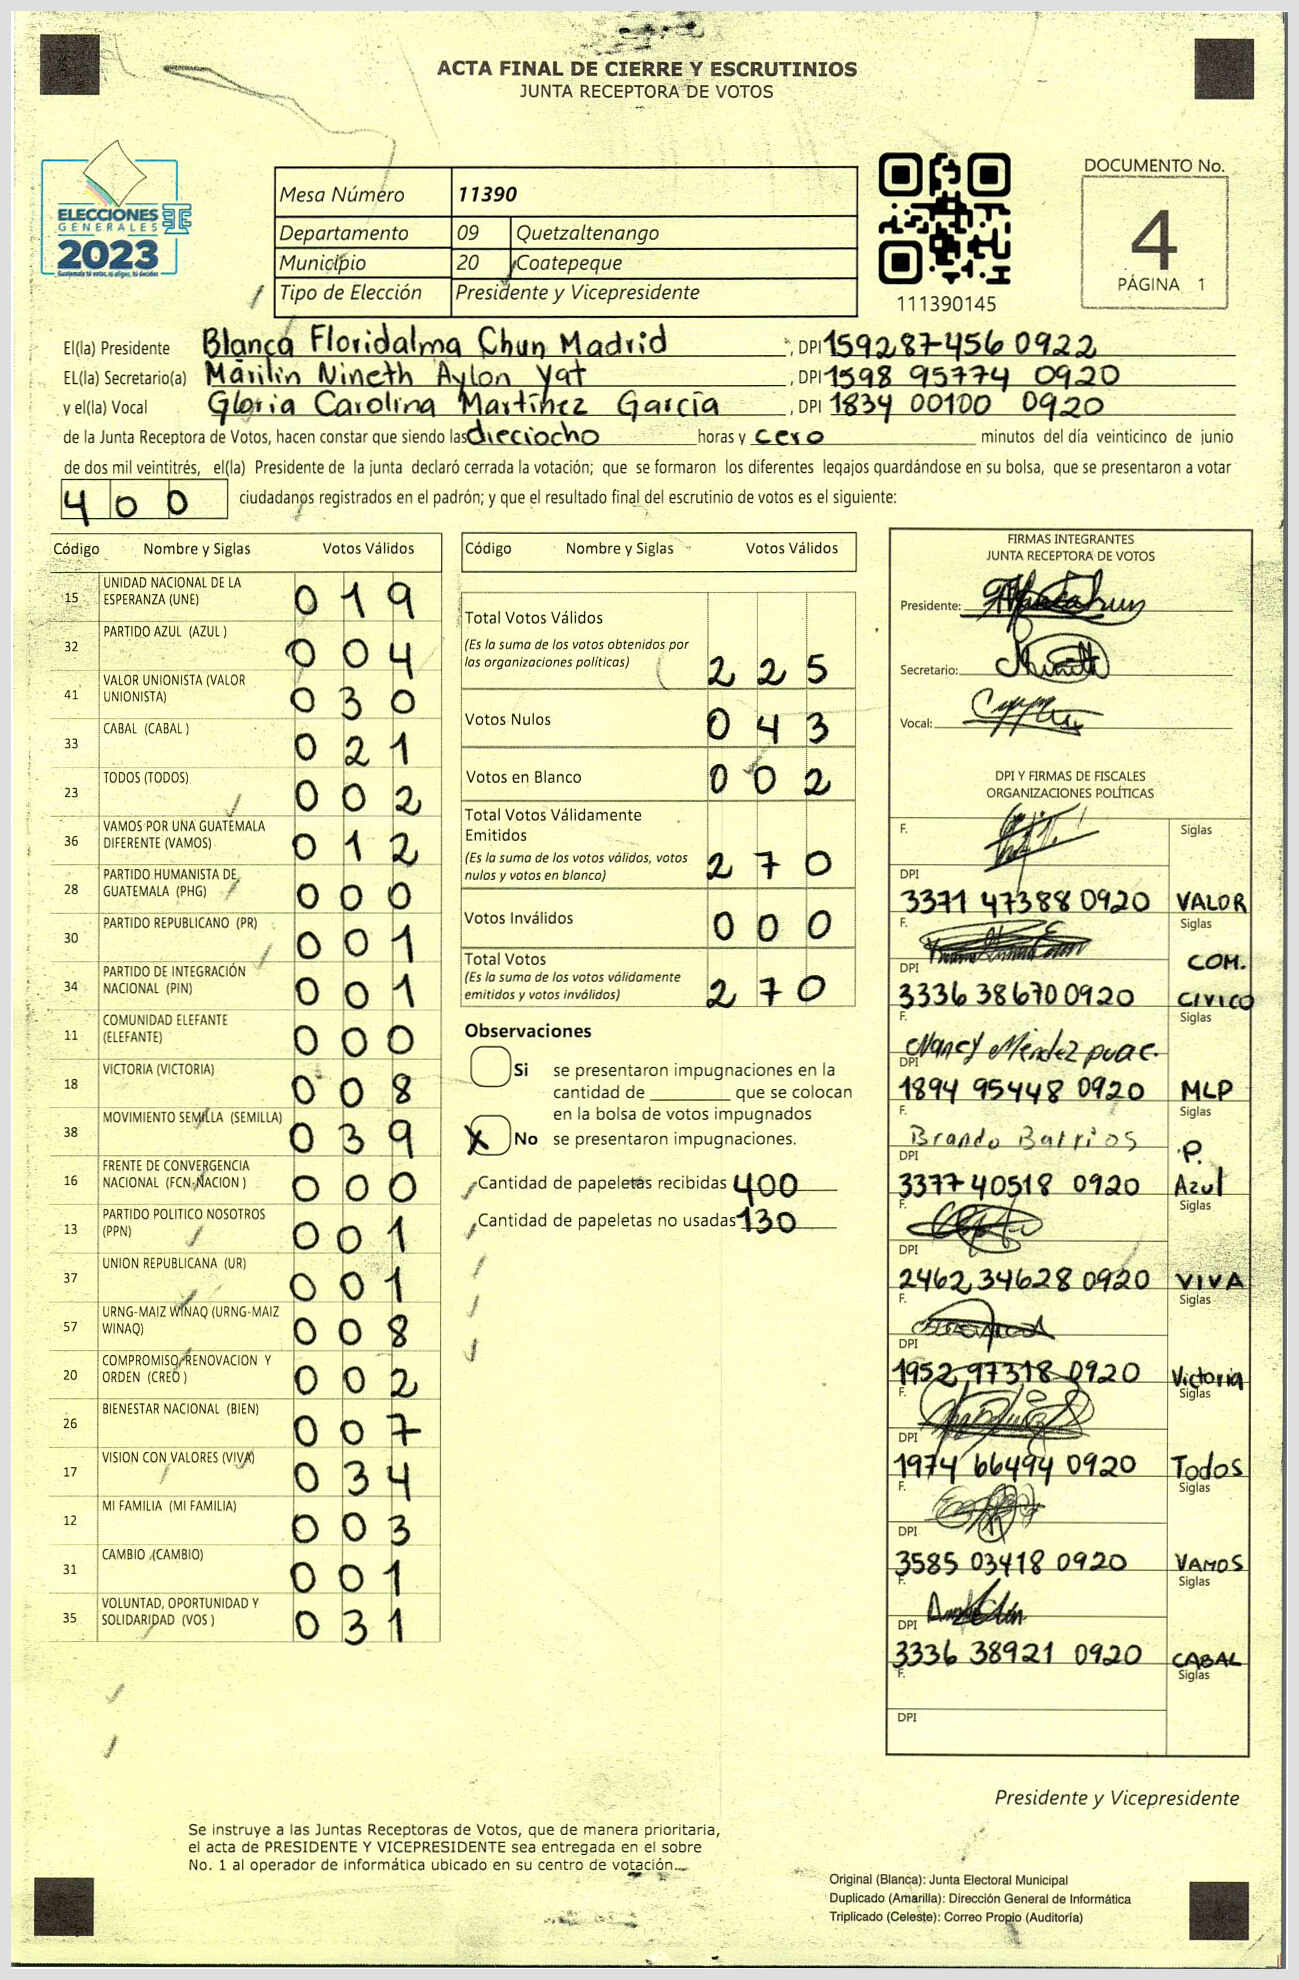 ACTA FINAL DE CIERRE Y ESCRUTINIOS
JUNTA RECEPTORA DE VOTOS
ELECCIONES
GENERALES
2023
Mesa Número 11390
Departamento 09 Quetzaltenango
Municipio 20 Coatepeque
Tipo de Elección Presidente y Vicepresidente
111390145
DOCUMENTO No.
4
PÁGINA 1
El(la) Presidente Blanca Floridalma Chun Madrid, DPI 159287456 0922
EL(la) Secretario(a) Marilin Nineth Aylon Yat, DPI 1598 95774 0920
y el(la) Vocal Gloria Carolina Martínez García, DPI 1834 00100 0920
de la Junta Receptora de Votos, hacen constar que siendo las dieciocho horas y cero minutos del día veinticinco de junio
de dos mil veintitrés, el(la) Presidente de la junta declaró cerrada la votación; que se formaron los diferentes legajos guardándose en su bolsa, que se presentaron a votar
400 ciudadanos registrados en el padrón; y que el resultado final del escrutinio de votos es el siguiente:
Código Nombre y Siglas Votos Válidos
15 UNIDAD NACIONAL DE LA ESPERANZA (UNE) 019
32 PARTIDO AZUL (AZUL ) 004
41 VALOR UNIONISTA (VALOR UNIONISTA) 030
33 CABAL (CABAL ) 021
23 TODOS (TODOS) 002
36 VAMOS POR UNA GUATEMALA DIFERENTE (VAMOS) 012
28 PARTIDO HUMANISTA DE GUATEMALA (PHG) 000
30 PARTIDO REPUBLICANO (PR) 001
34 PARTIDO DE INTEGRACIÓN NACIONAL (PIN) 001
11 COMUNIDAD ELEFANTE (ELEFANTE) 000
18 VICTORIA (VICTORIA) 008
38 MOVIMIENTO SEMILLA (SEMILLA) 039
16 FRENTE DE CONVERGENCIA NACIONAL (FCN-NACION ) 000
13 PARTIDO POLITICO NOSOTROS (PPN) 001
37 UNION REPUBLICANA (UR) 001
57 URNG-MAIZ WINAQ (URNG-MAIZ WINAQ) 008
20 COMPROMISO RENOVACION Y ORDEN (CREO ) 002
26 BIENESTAR NACIONAL (BIEN) 007
17 VISION CON VALORES (VIVA) 034
12 MI FAMILIA (MI FAMILIA) 003
31 CAMBIO (CAMBIO) 001
35 VOLUNTAD, OPORTUNIDAD Y SOLIDARIDAD (VOS ) 031
Código Nombre y Siglas Votos Válidos
Total Votos Válidos
(Es la suma de los votos obtenidos por
las organizaciones políticas) 225
Votos Nulos 043
Votos en Blanco 002
Total Votos Válidamente
Emitidos
(Es la suma de los votos válidos, votos
nulos y votos en blanco) 270
Votos Inválidos 000
Total Votos
(Es la suma de los votos válidamente
emitidos y votos inválidos) 270
Observaciones
Si se presentaron impugnaciones en la
cantidad de ________ que se colocan
en la bolsa de votos impugnados
X No se presentaron impugnaciones.
Cantidad de papeletas recibidas 400
Cantidad de papeletas no usadas 130
FIRMAS INTEGRANTES
JUNTA RECEPTORA DE VOTOS
Presidente:
Secretario:
Vocal:
DPI Y FIRMAS DE FISCALES
ORGANIZACIONES POLÍTICAS
F. Siglas
DPI
3371 47388 0920 VALOR
F. Siglas
DPI COM.
3336 38670 0920 CIVICO
F. Siglas
Nancy Méndez puac.
DPI
1894 95448 0920 MLP
F. Siglas
Brando Barrios
DPI P.
3377 40518 0920 Azul
F. Siglas
DPI
2462 34628 0920 VIVA
F. Siglas
DPI
1952 97318 0920 Victoria
F. Siglas
DPI
1974 66494 0920 Todos
F. Siglas
DPI
3585 03418 0920 VAMOS
F. Siglas
DPI
3336 38921 0920 CABAL
F. Siglas
DPI
Presidente y Vicepresidente
Se instruye a las Juntas Receptoras de Votos, que de manera prioritaria,
el acta de PRESIDENTE Y VICEPRESIDENTE sea entregada en el sobre
No. 1 al operador de informática ubicado en su centro de votación.
Original (Blanca): Junta Electoral Municipal
Duplicado (Amarilla): Dirección General de Informática
Triplicado (Celeste): Correo Propio (Auditoría)